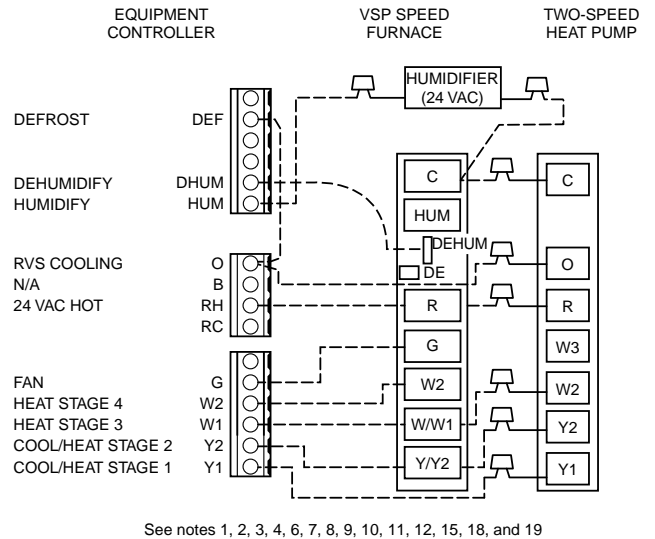 EQUIPMENT
CONTROLLER
VSP SPEED
FURNACE
TWO-SPEED
HEAT PUMP
HUMIDIFIER
(24 VAC)
DEFROST DEF
DEHUMIDIFY DHUM
HUMIDIFY HUM
RVS COOLING O
N/A B
24 VAC HOT RH
RC
FAN G
HEAT STAGE 4 W2
HEAT STAGE 3 W1
COOL/HEAT STAGE 2 Y2
COOL/HEAT STAGE 1 Y1
C
HUM
DEHUM
DE
R
G
W2
W/W1
Y/Y2
C
O
R
W3
W2
Y2
Y1
See notes 1, 2, 3, 4, 6, 7, 8, 9, 10, 11, 12, 15, 18, and 19